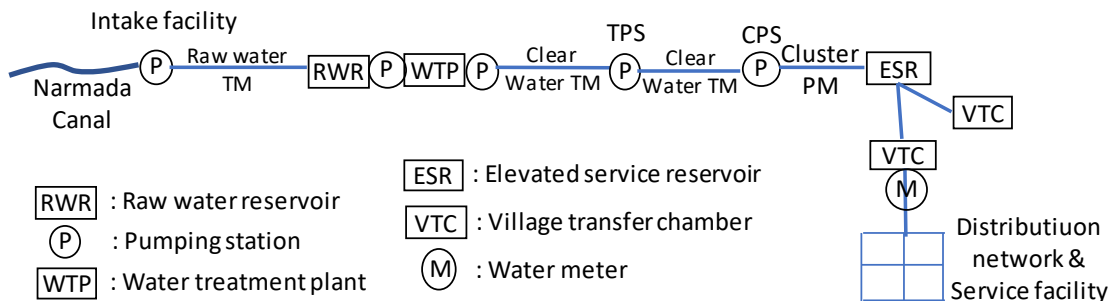 Intake facility
Narmada
Canal
P
Raw water
TM
RWR
P
WTP
P
Clear
Water TM
TPS
P
Clear
Water TM
CPS
P
Cluster
PM
ESR
VTC
VTC
M
Distributiuon
network &
Service facility
RWR : Raw water reservoir
P : Pumping station
WTP : Water treatment plant
ESR : Elevated service reservoir
VTC : Village transfer chamber
M : Water meter